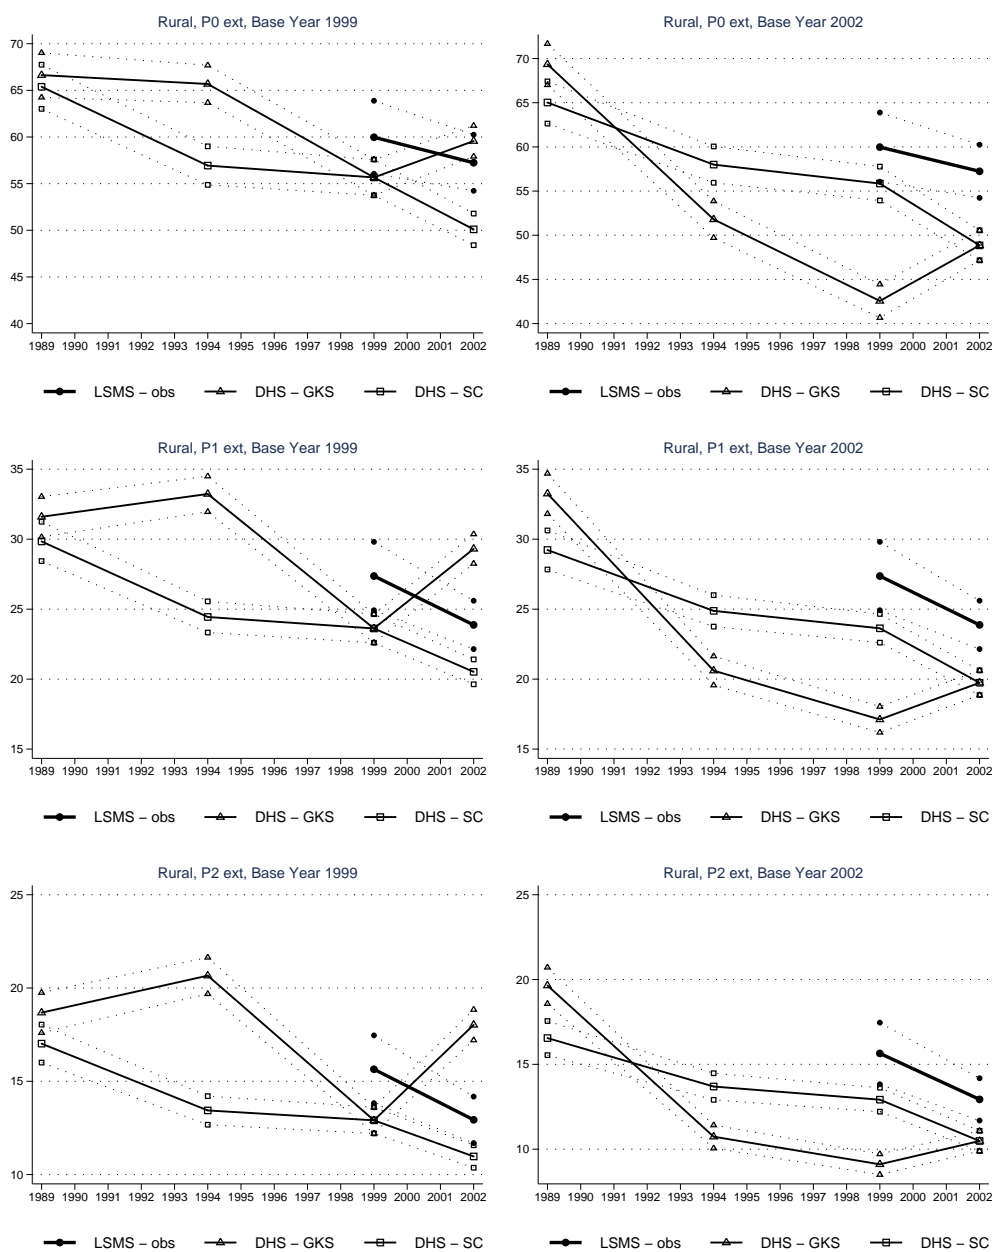 Rural, P0 ext, Base Year 1999
70
65
60
55
50
45
40
1989 1990 1991 1992 1994 1993 1995 1996 1997 1998 1999 2000 2001 2002
LSMS – obs DHS – GKS DHS – SC
Rural, P0 ext, Base Year 2002
70
65
60
55
50
45
40
1989 1990 1991 1992 1994 1993 1995 1996 1997 1998 1999 2000 2001 2002
LSMS – obs DHS – GKS DHS – SC
Rural, P1 ext, Base Year 1999
35
30
25
20
15
1989 1990 1991 1992 1993 1994 1995 1996 1997 1998 1999 2000 2001 2002
LSMS – obs DHS – GKS DHS – SC
Rural, P1 ext, Base Year 2002
35
30
25
20
15
1989 1990 1991 1992 1993 1994 1995 1996 1997 1998 1999 2000 2001 2002
LSMS – obs DHS – GKS DHS – SC
Rural, P2 ext, Base Year 1999
25
20
15
10
1989 1990 1991 1992 1993 1994 1995 1996 1997 1998 1999 2000 2001 2002
LSMS – obs DHS – GKS DHS – SC
Rural, P2 ext, Base Year 2002
25
20
15
10
1989 1990 1991 1992 1993 1994 1995 1996 1997 1998 1999 2000 2001 2002
LSMS – obs DHS – GKS DHS – SC